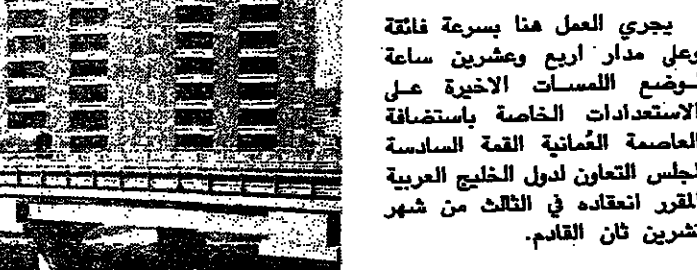 يجري العمل هنا بسرعة فائقة
وعلى مدار اربع وعشرين ساعة
لوضع اللمسات الاخيرة على
الاستعدادات الخاصة باستضافة
العاصمة العُمانية القمة السادسة
لمجلس التعاون لدول الخليج العربية
المقرر انعقاده في الثالث من شهر
تشرين ثان القادم.